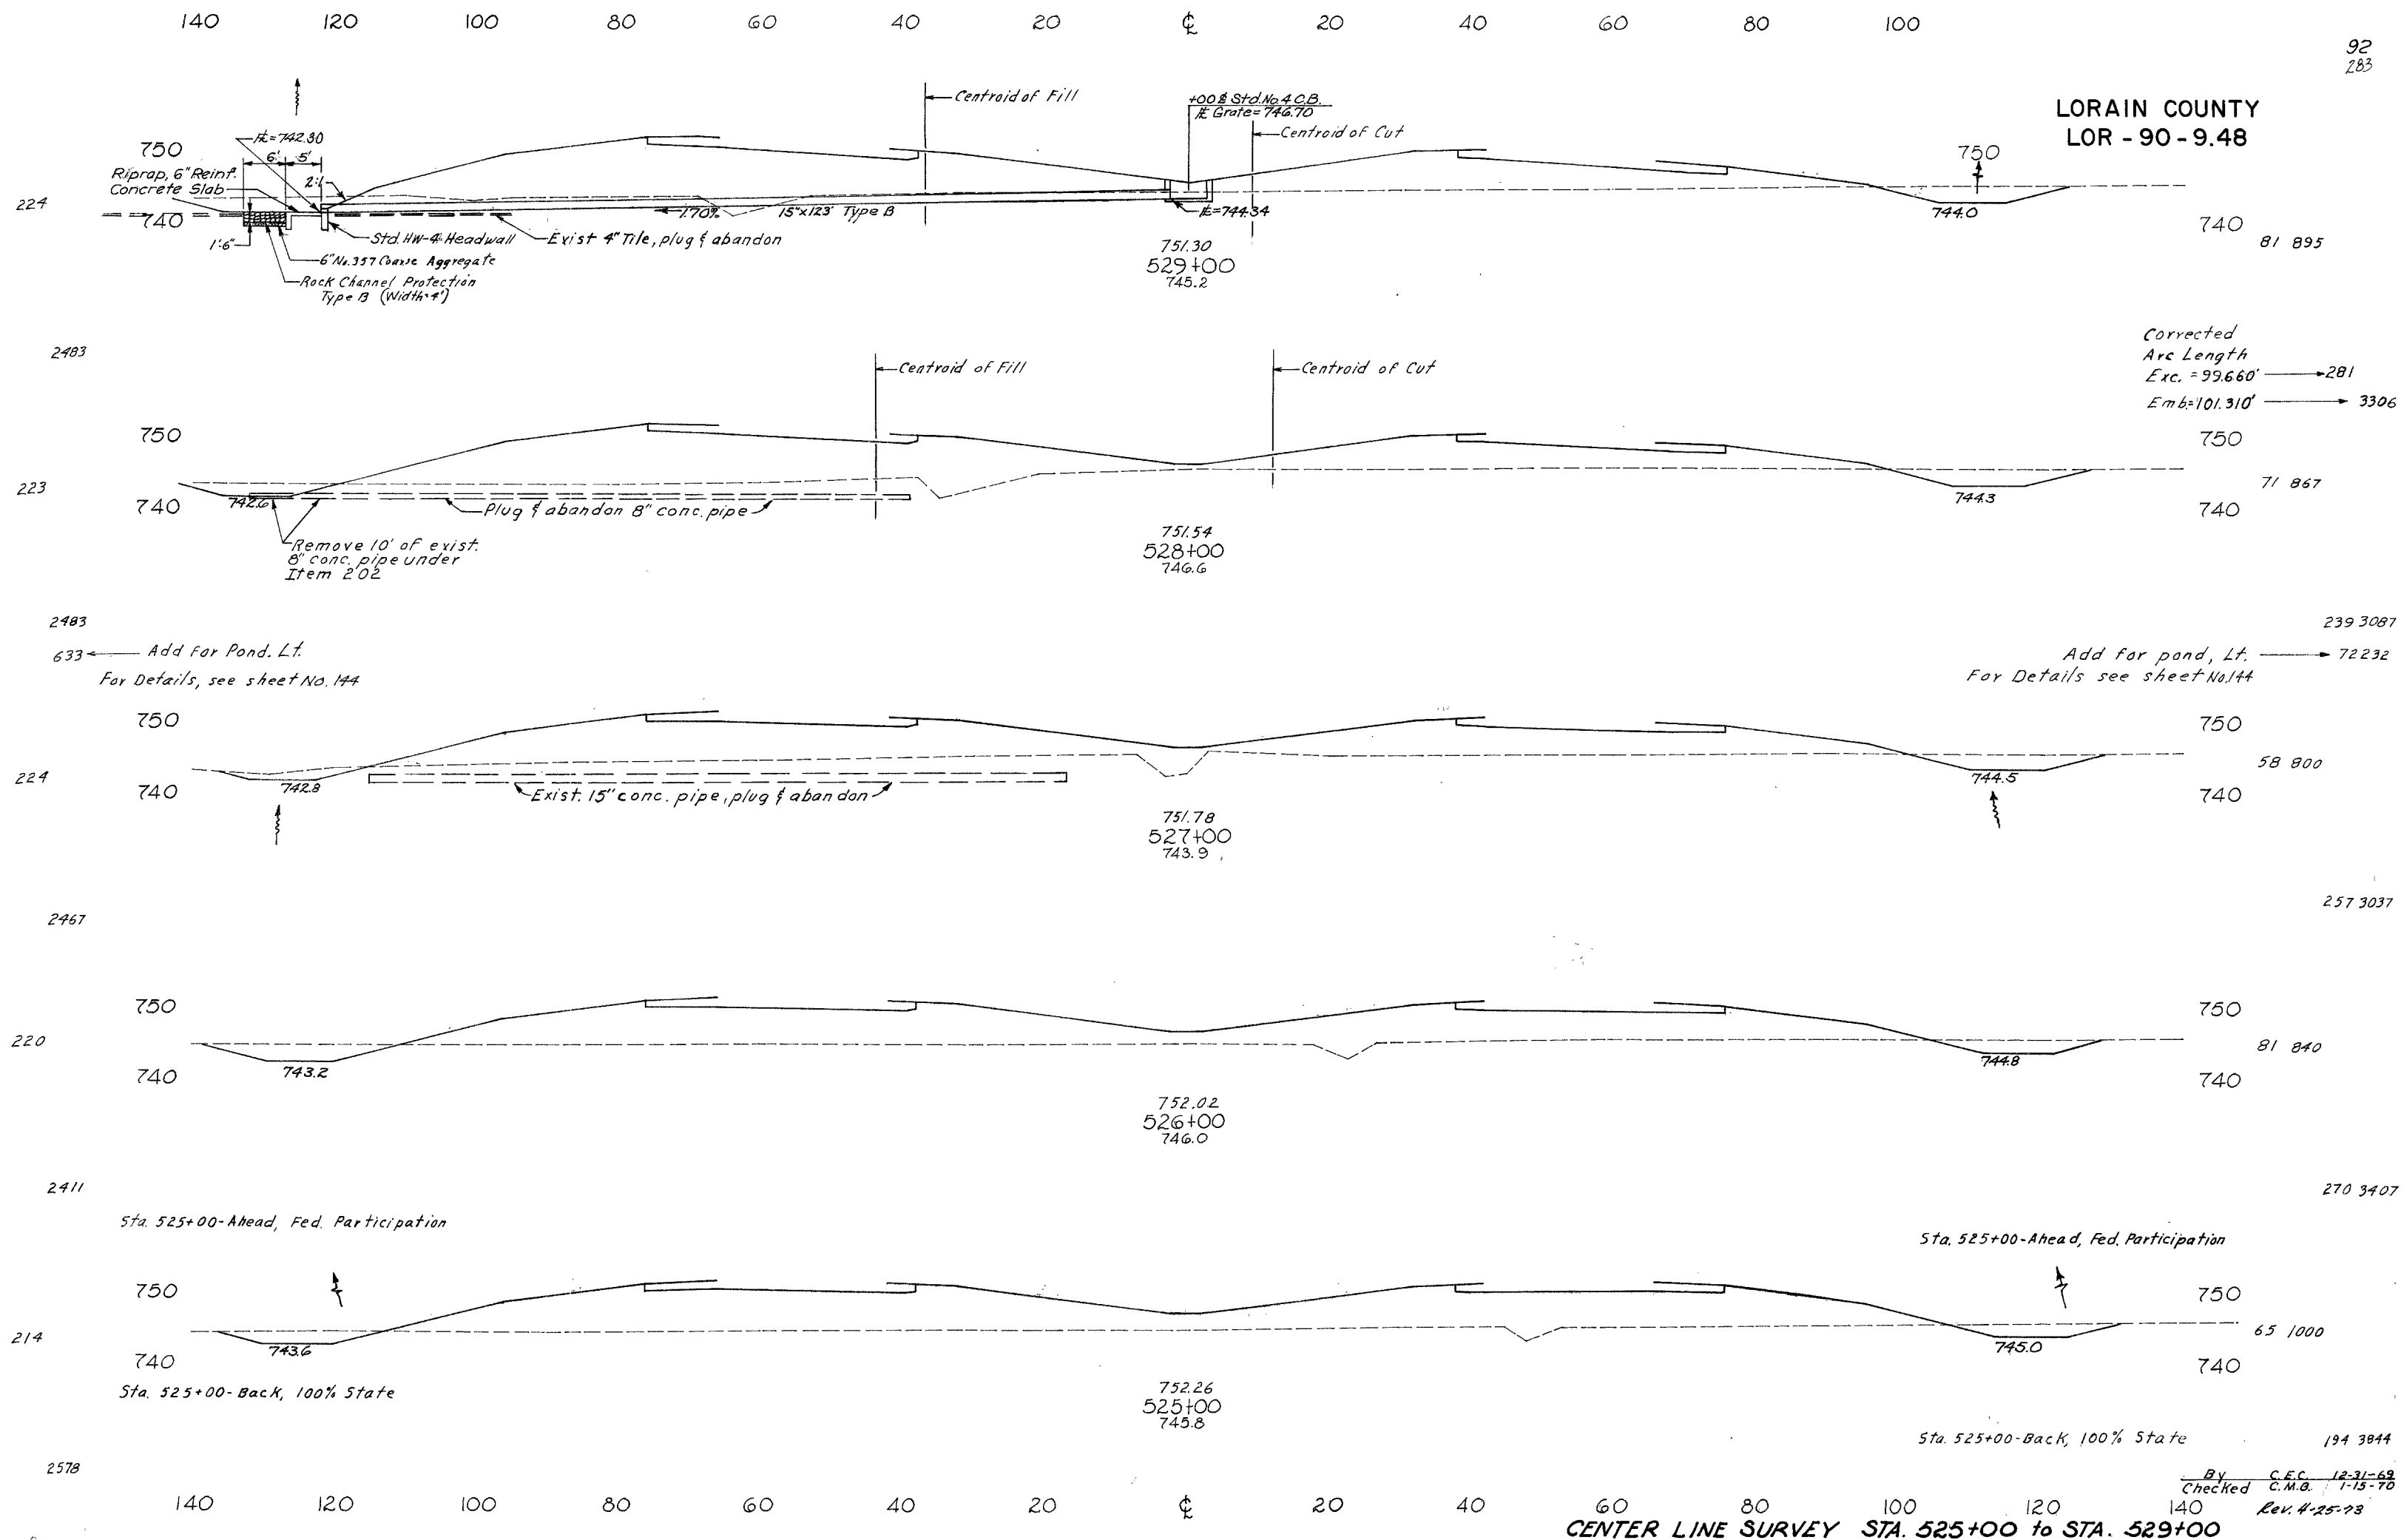 140 120 100 80 60 40 20 ℄ 20 40 60 80 100
92
283
LORAIN COUNTY
LOR - 90 - 9.48
Centroid of Fill
+00 ℄ Std. No. 4 C.B.
℄ Grate = 746.70
Centroid of Cut
℄ = 742.30
6' 5'
750
750
Riprap, 6" Reinf.
Concrete Slab
2:1
224
740
1.70%
15" x 123' Type B
℄ = 744.34
744.0
740
81 895
1'-6"
Std. HW-4 Headwall
Exist 4" Tile, plug & abandon
6" No. 357 Coarse Aggregate
Rock Channel Protection
Type B (Width = 4')
751.30
529+00
745.2
2483
Corrected
Arc Length
Exc. = 99.660' 281
Emb = 101.310' 3306
Centroid of Fill
Centroid of Cut
750
750
223
742.6
740
Plug & abandon 8" conc. pipe
744.3
740
71 867
Remove 10' of exist.
8" conc. pipe under
Item 202
751.54
528+00
746.6
2483
239 3087
633 Add for Pond. Lt.
For Details, see sheet No. 144
Add for pond, Lt. 72232
For Details see sheet No. 144
750
750
224
742.8
740
Exist. 15" conc. pipe, plug & abandon
744.5
740
58 800
751.78
527+00
743.9
2467
257 3037
750
750
220
743.2
740
744.8
740
81 840
752.02
526+00
746.0
2411
270 3407
Sta. 525+00-Ahead, Fed. Participation
Sta. 525+00-Ahead, Fed. Participation
750
750
214
743.6
740
745.0
740
65 1000
Sta. 525+00-Back, 100% State
752.26
525+00
745.8
Sta. 525+00-Back, 100% State
194 3844
2578
By C.E.C. 12-31-69
Checked C.M.B. 1-15-70
Rev. 4-25-73
140 120 100 80 60 40 20 ℄ 20 40 60 80 100 120 140
CENTER LINE SURVEY STA. 525+00 to STA. 529+00